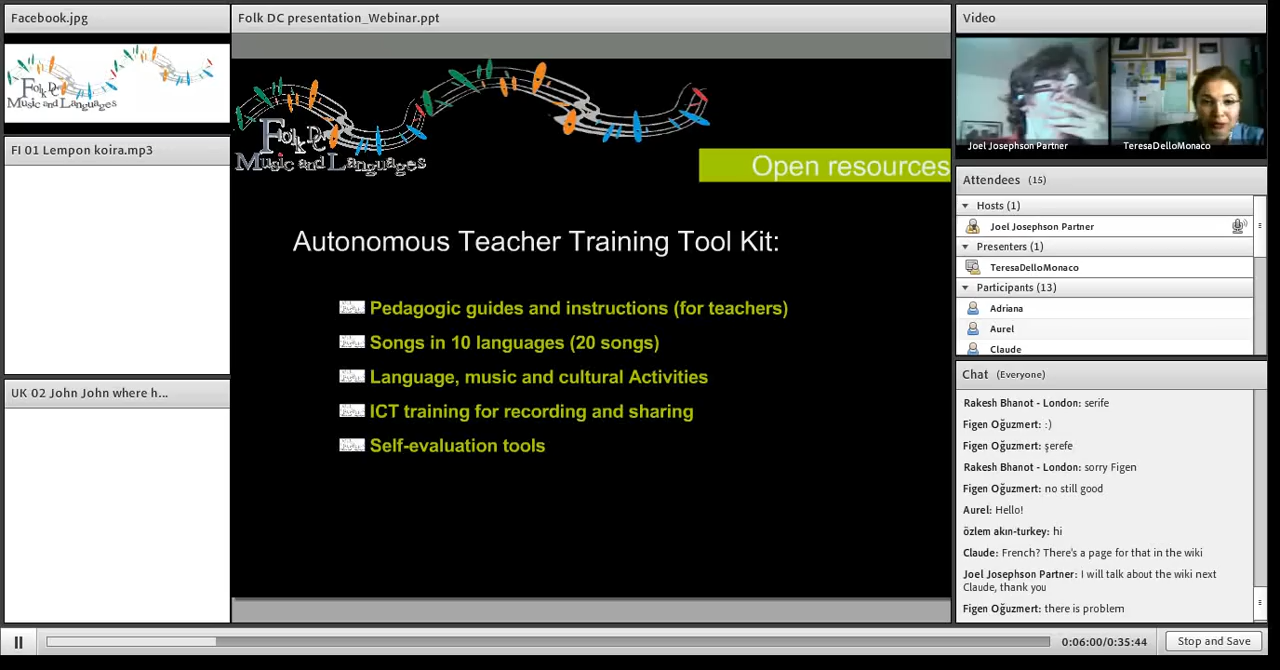 Facebook.jpg
Folk DC
Music and Languages
FI 01 Lempon koira.mp3
UK 02 John John where h...
Folk DC presentation_Webinar.ppt
Folk DC
Music and Languages
Open resources
Autonomous Teacher Training Tool Kit:
Pedagogic guides and instructions (for teachers)
Songs in 10 languages (20 songs)
Language, music and cultural Activities
ICT training for recording and sharing
Self-evaluation tools
Video
Joel Josephson Partner
TeresaDelloMonaco
Attendees (15)
Hosts (1)
Joel Josephson Partner
Presenters (1)
TeresaDelloMonaco
Participants (13)
Adriana
Aurel
Claude
Chat (Everyone)
Rakesh Bhanot - London: serife
Figen Oğuzmert: :)
Figen Oğuzmert: şerefe
Rakesh Bhanot - London: sorry Figen
Figen Oğuzmert: no still good
Aurel: Hello!
özlem akın-turkey: hi
Claude: French? There's a page for that in the wiki
Joel Josephson Partner: I will talk about the wiki next
Claude, thank you
Figen Oğuzmert: there is problem
0:06:00/0:35:44
Stop and Save